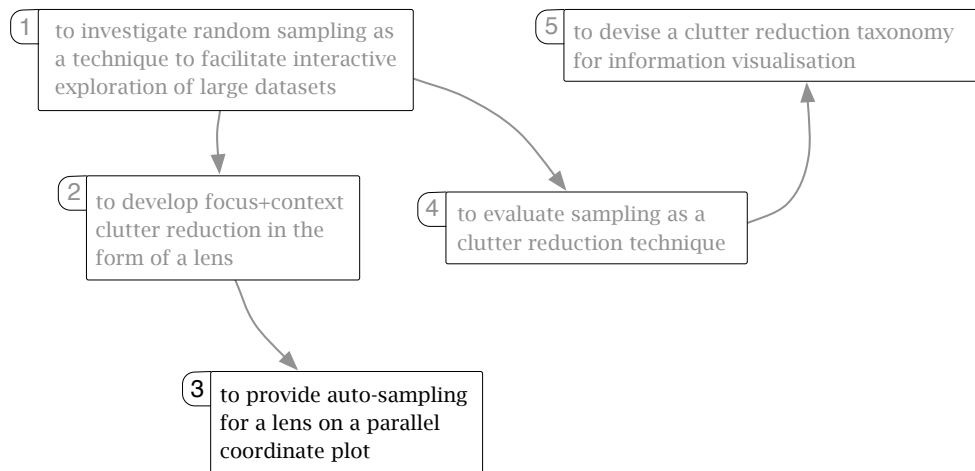 1
to investigate random sampling as
a technique to facilitate interactive
exploration of large datasets
5
to devise a clutter reduction taxonomy
for information visualisation
2
to develop focus+context
clutter reduction in the
form of a lens
4
to evaluate sampling as a
clutter reduction technique
3
to provide auto-sampling
for a lens on a parallel
coordinate plot